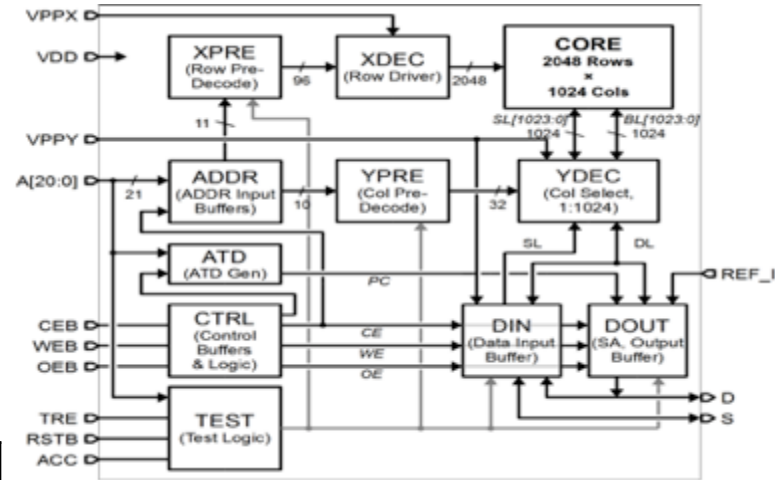 VPPX
VDD
XPRE
(Row Pre-
Decode)
96
XDEC
(Row Driver)
2048
CORE
2048 Rows
×
1024 Cols
11
SL[1023:0]
1024
BL[1023:0]
1024
VPPY
A[20:0]
21
ADDR
(ADDR Input
Buffers)
10
YPRE
(Col Pre-
Decode)
32
YDEC
(Col Select,
1:1024)
ATD
(ATD Gen)
PC
SL
DL
REF_I
CEB
WEB
OEB
CTRL
(Control
Buffers
& Logic)
CE
WE
OE
DIN
(Data Input
Buffer)
DOUT
(SA, Output
Buffer)
D
S
TRE
RSTB
ACC
TEST
(Test Logic)